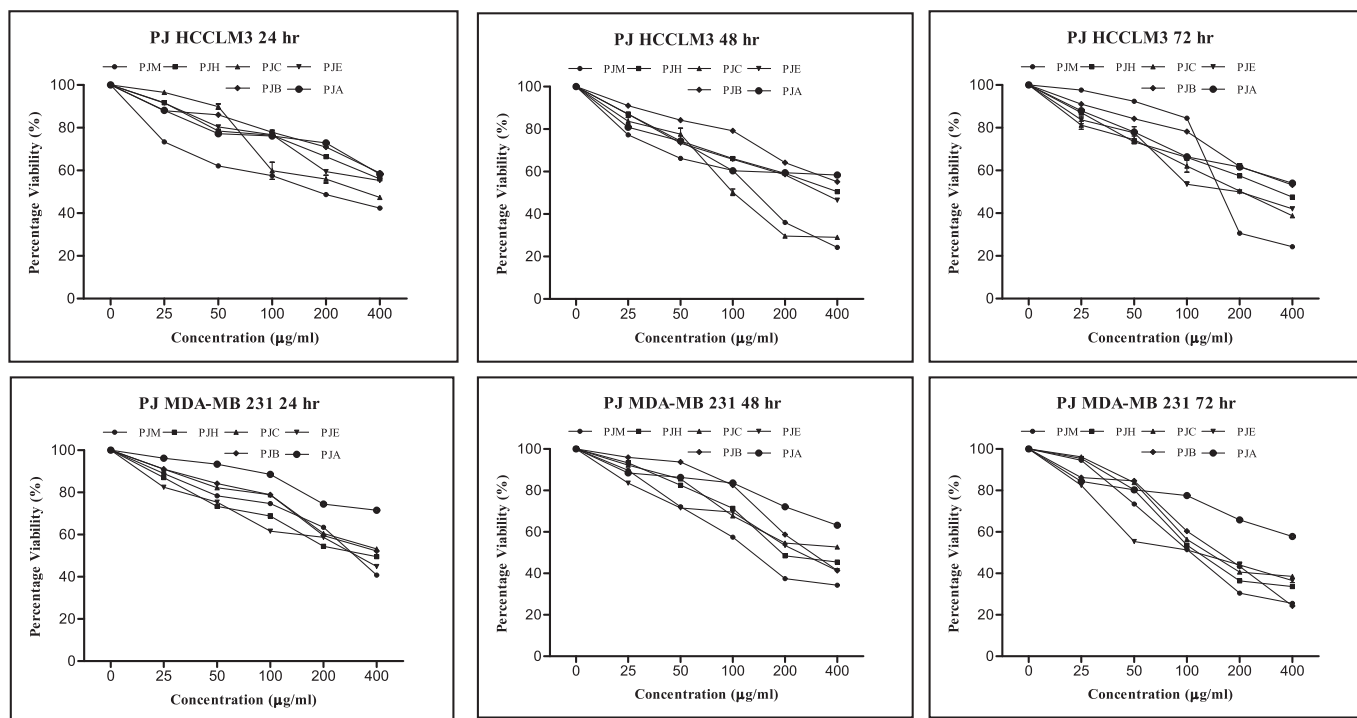 PJ HCCLM3 24 hr
PJM PJH PJC PJE
PJB PJA
Percentage Viability (%)
100
80
60
40
20
0
0 25 50 100 200 400
Concentration (µg/ml)
PJ HCCLM3 48 hr
PJM PJH PJC PJE
PJB PJA
Percentage Viability (%)
100
80
60
40
20
0
0 25 50 100 200 400
Concentration (µg/ml)
PJ HCCLM3 72 hr
PJM PJH PJC PJE
PJB PJA
Percentage Viability (%)
100
80
60
40
20
0
0 25 50 100 200 400
Concentration (µg/ml)
PJ MDA-MB 231 24 hr
PJM PJH PJC PJE
PJB PJA
Percentage Viability (%)
100
80
60
40
20
0
0 25 50 100 200 400
Concentration (µg/ml)
PJ MDA-MB 231 48 hr
PJM PJH PJC PJE
PJB PJA
Percentage Viability (%)
100
80
60
40
20
0
0 25 50 100 200 400
Concentration (µg/ml)
PJ MDA-MB 231 72 hr
PJM PJH PJC PJE
PJB PJA
Percentage Viability (%)
100
80
60
40
20
0
0 25 50 100 200 400
Concentration (µg/ml)